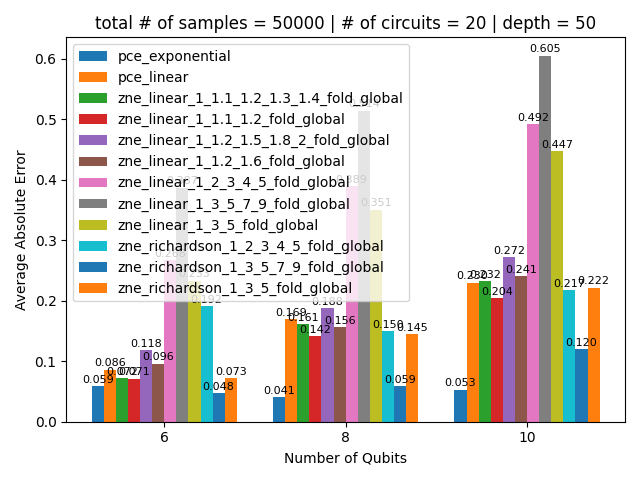 total # of samples = 50000 | # of circuits = 20 | depth = 50
Average Absolute Error
0.6
0.5
0.4
0.3
0.2
0.1
0.0
pce_exponential
pce_linear
zne_linear_1_1.1_1.2_1.3_1.4_fold_global
zne_linear_1_1.1_1.2_fold_global
zne_linear_1_1.2_1.5_1.8_2_fold_global
zne_linear_1_1.2_1.6_fold_global
zne_linear_1_2_3_4_5_fold_global
zne_linear_1_3_5_7_9_fold_global
zne_linear_1_3_5_fold_global
zne_richardson_1_2_3_4_5_fold_global
zne_richardson_1_3_5_7_9_fold_global
zne_richardson_1_3_5_fold_global
0.059
0.086
0.072
0.071
0.118
0.096
0.192
0.048
0.073
0.041
0.169
0.161
0.142
0.188
0.156
0.389
0.351
0.150
0.059
0.145
0.053
0.230
0.232
0.204
0.272
0.241
0.492
0.605
0.447
0.217
0.120
0.222
6
8
10
Number of Qubits